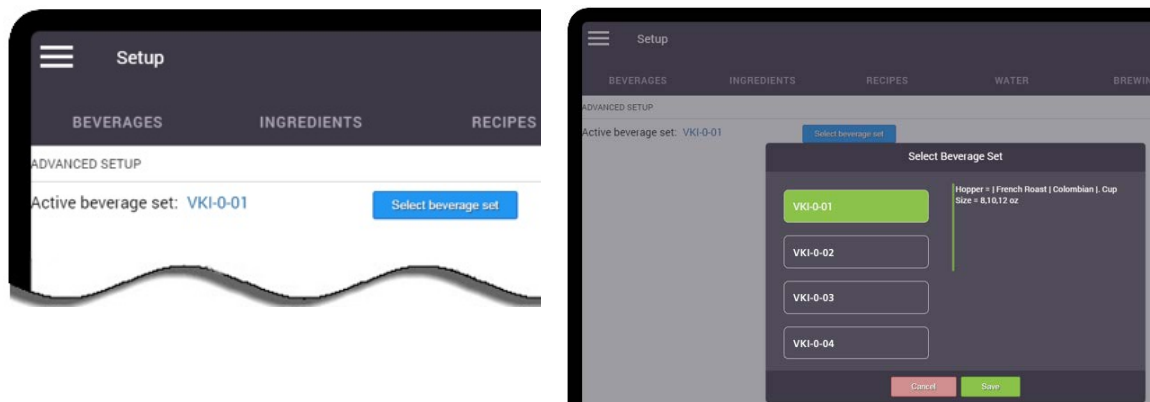 Setup
BEVERAGES INGREDIENTS RECIPES
ADVANCED SETUP
Active beverage set: VKI-0-01 Select beverage set
Setup
BEVERAGES INGREDIENTS RECIPES WATER BREWIN
ADVANCED SETUP
Active beverage set: VKI-0-01 Select beverage set
Select Beverage Set
VKI-0-01
Hopper = | French Roast | Colombian |. Cup
Size = 8,10,12 oz
VKI-0-02
VKI-0-03
VKI-0-04
Cancel Save